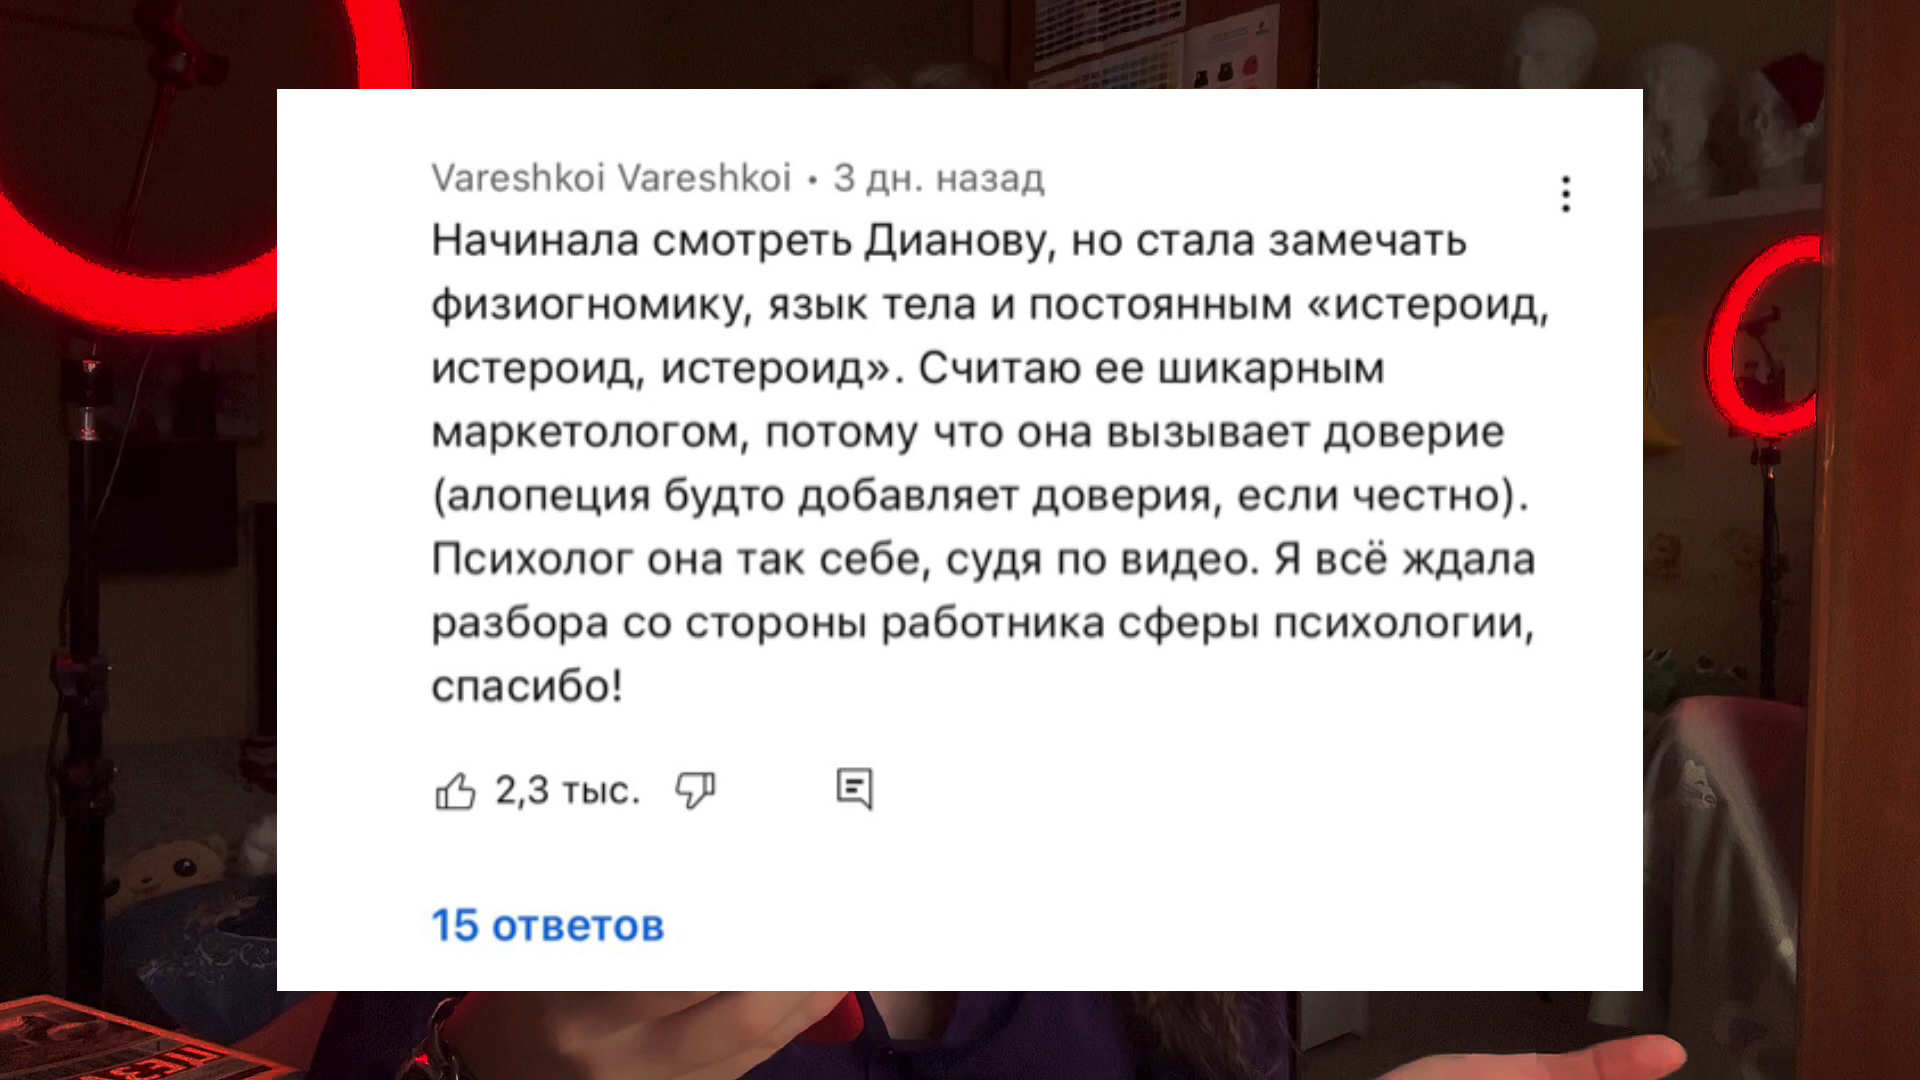 Vareshkoi Vareshkoi • 3 дн. назад
Начинала смотреть Дианову, но стала замечать
физиогномику, язык тела и постоянным «истероид,
истероид, истероид». Считаю ее шикарным
маркетологом, потому что она вызывает доверие
(алопеция будто добавляет доверия, если честно).
Психолог она так себе, судя по видео. Я всё ждала
разбора со стороны работника сферы психологии,
спасибо!
2,3 тыс.
15 ответов